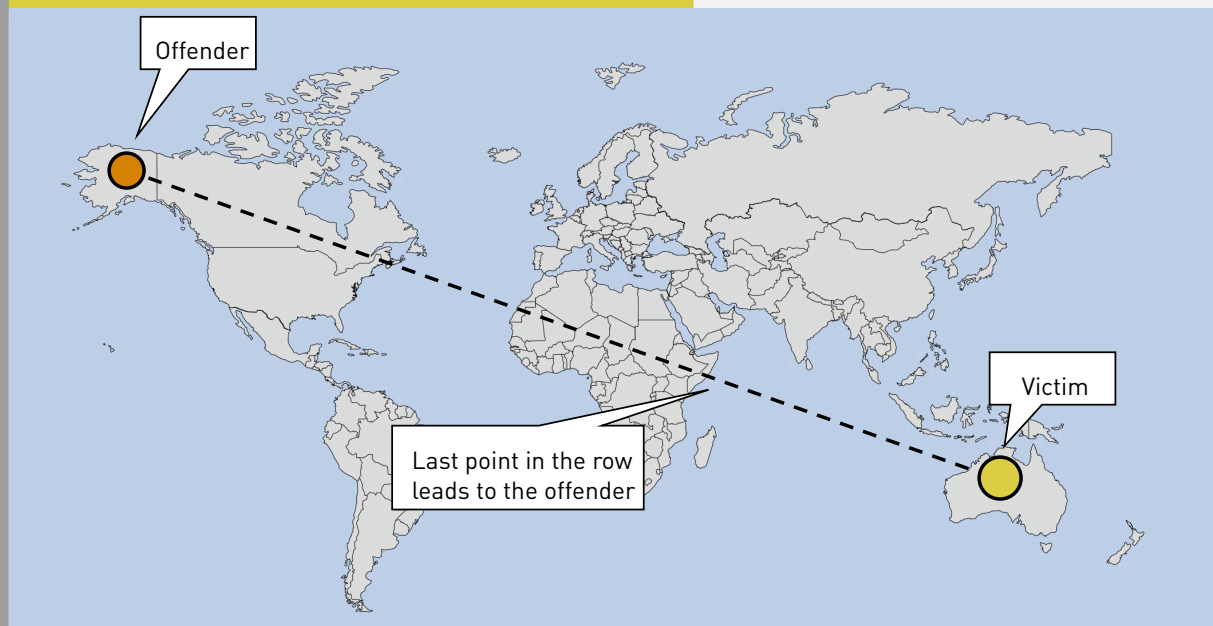 Offender
Victim
Last point in the row
leads to the offender